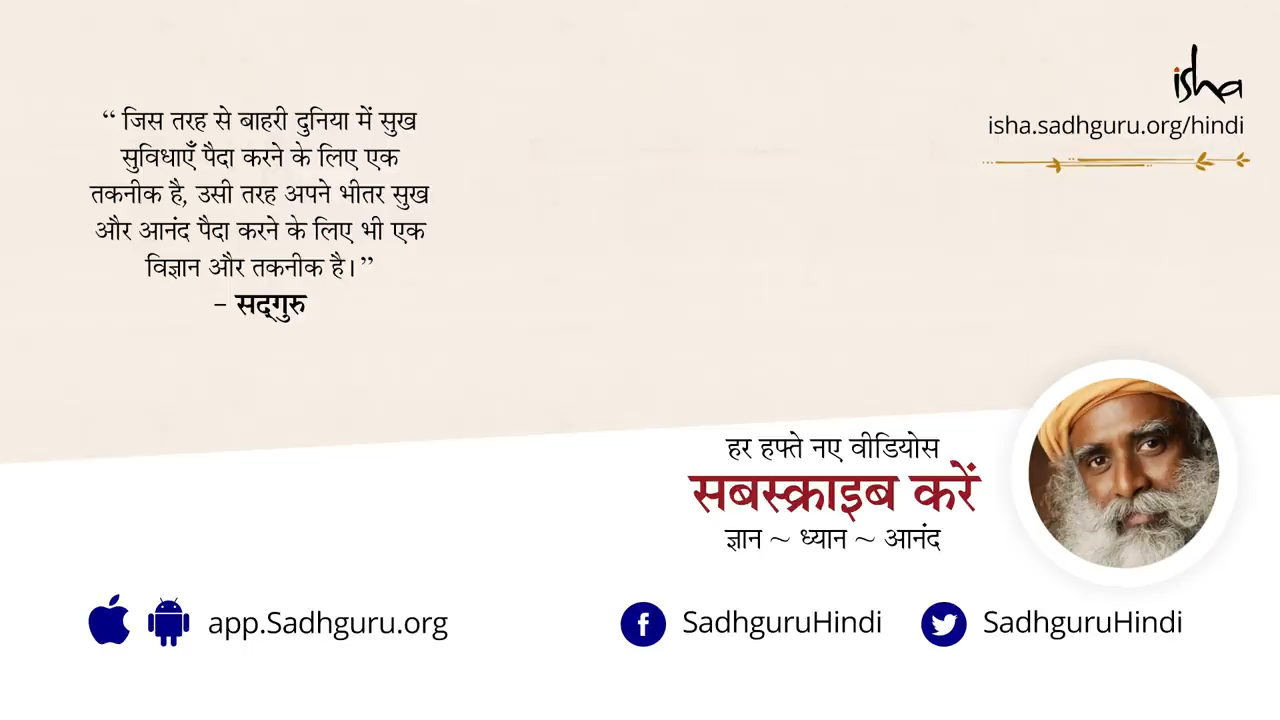 “ जिस तरह से बाहरी दुनिया में सुख
सुविधाएँ पैदा करने के लिए एक
तकनीक है, उसी तरह अपने भीतर सुख
और आनंद पैदा करने के लिए भी एक
विज्ञान और तकनीक है।”
– सद्गुरु
isha
isha.sadhguru.org/hindi
हर हफ्ते नए वीडियोस
सबस्क्राइब करें
ज्ञान ~ ध्यान ~ आनंद
app.Sadhguru.org
SadhguruHindi
SadhguruHindi